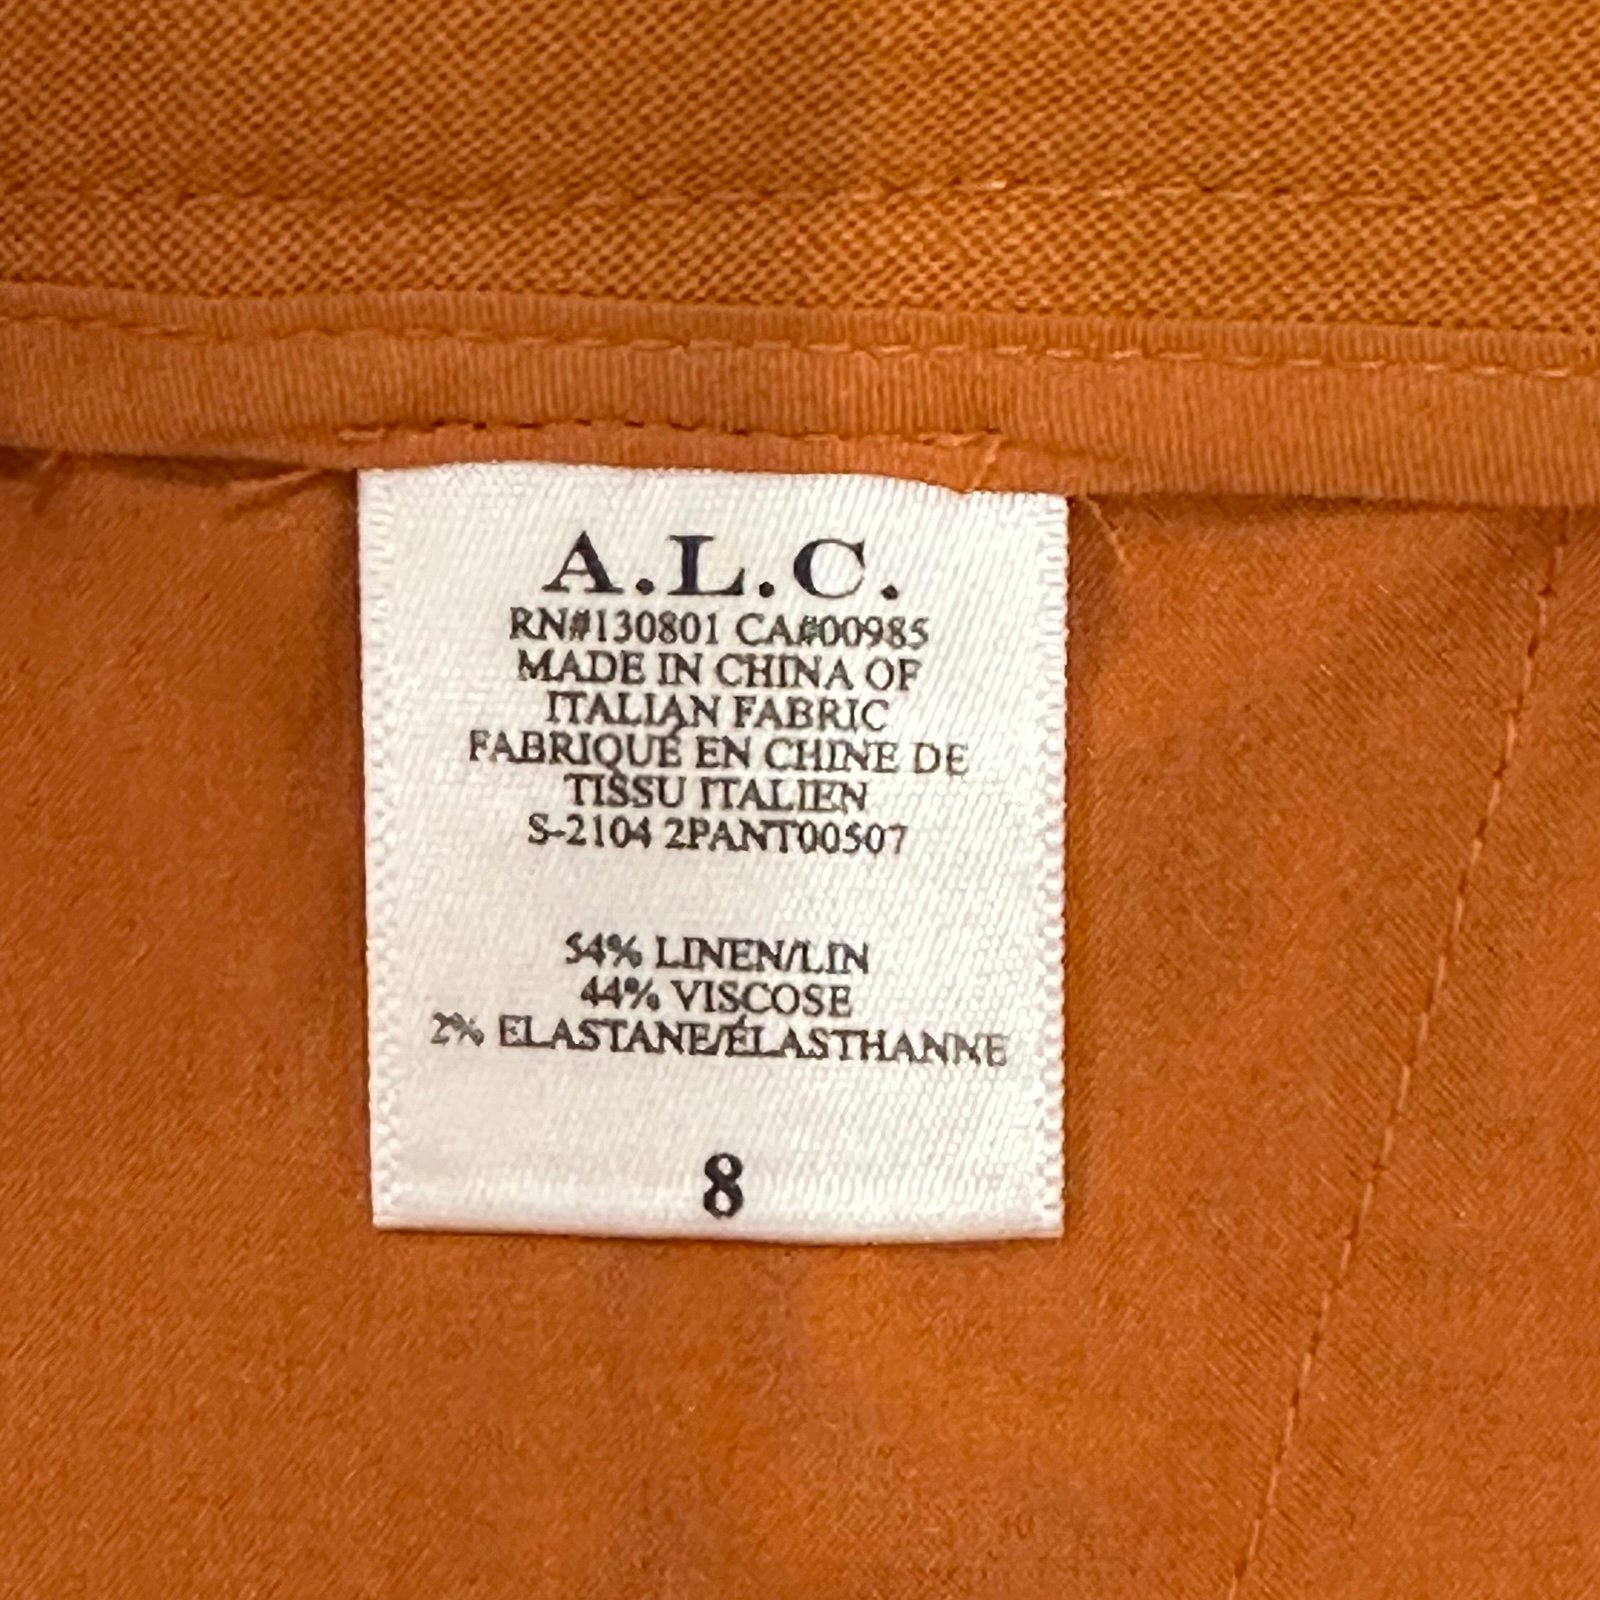 A.L.C.
RN#130801 CA#00985
MADE IN CHINA OF
ITALIAN FABRIC
FABRIQUÉ EN CHINE DE
TISSU ITALIEN
S-2104 2PANT00507
54% LINEN/LIN
44% VISCOSE
2% ELASTANE/ÉLASTHANNE
8